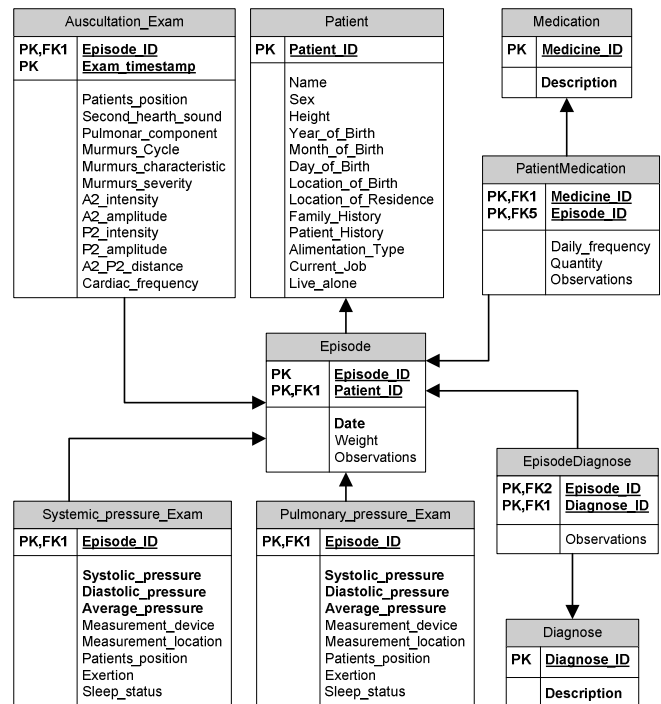 Auscultation_Exam
PK,FK1 Episode_ID
PK Exam_timestamp
Patients_position
Second_hearth_sound
Pulmonar_component
Murmurs_Cycle
Murmurs_characteristic
Murmurs_severity
A2_intensity
A2_amplitude
P2_intensity
P2_amplitude
A2_P2_distance
Cardiac_frequency
Patient
PK Patient_ID
Name
Sex
Height
Year_of_Birth
Month_of_Birth
Day_of_Birth
Location_of_Birth
Location_of_Residence
Family_History
Patient_History
Alimentation_Type
Current_Job
Live_alone
Medication
PK Medicine_ID
Description
PatientMedication
PK,FK1 Medicine_ID
PK,FK5 Episode_ID
Daily_frequency
Quantity
Observations
Episode
PK Episode_ID
PK,FK1 Patient_ID
Date
Weight
Observations
EpisodeDiagnose
PK,FK2 Episode_ID
PK,FK1 Diagnose_ID
Observations
Systemic_pressure_Exam
PK,FK1 Episode_ID
Systolic_pressure
Diastolic_pressure
Average_pressure
Measurement_device
Measurement_location
Patients_position
Exertion
Sleep_status
Pulmonary_pressure_Exam
PK,FK1 Episode_ID
Systolic_pressure
Diastolic_pressure
Average_pressure
Measurement_device
Measurement_location
Patients_position
Exertion
Sleep_status
Diagnose
PK Diagnose_ID
Description